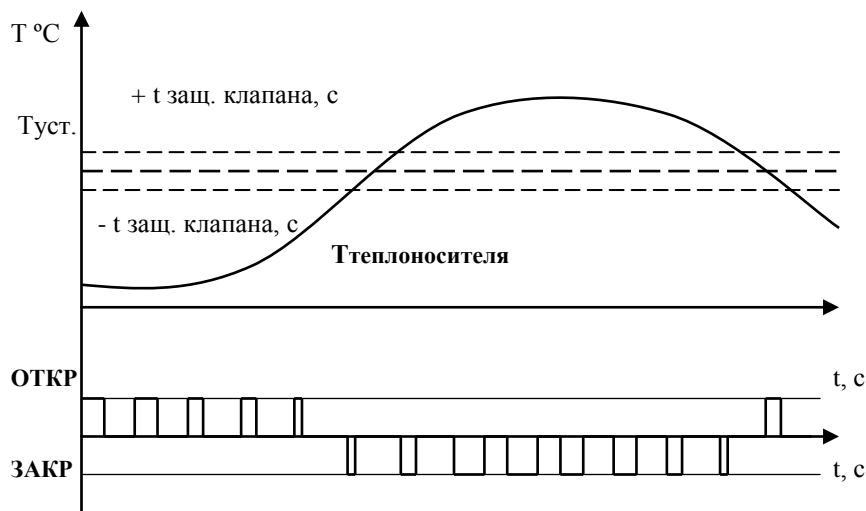 T ºC
+ t защ. клапана, с
Туст.
- t защ. клапана, с
Ттеплоносителя
ОТКР
t, с
ЗАКР
t, с